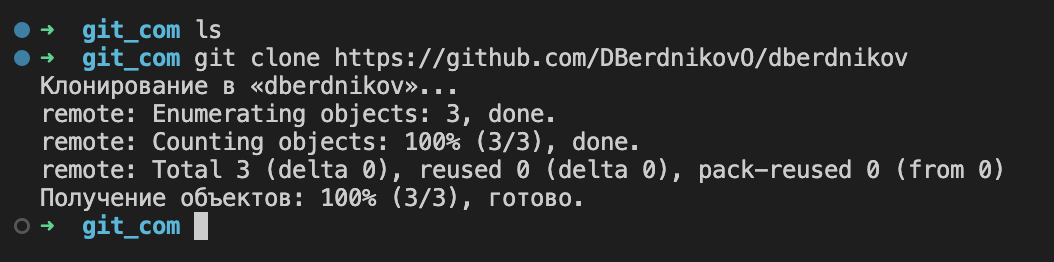 ➜ git_com ls
➜ git_com git clone https://github.com/DBerdnikovO/dberdnikov
Клонирование в «dberdnikov»...
remote: Enumerating objects: 3, done.
remote: Counting objects: 100% (3/3), done.
remote: Total 3 (delta 0), reused 0 (delta 0), pack-reused 0 (from 0)
Получение объектов: 100% (3/3), готово.
➜ git_com